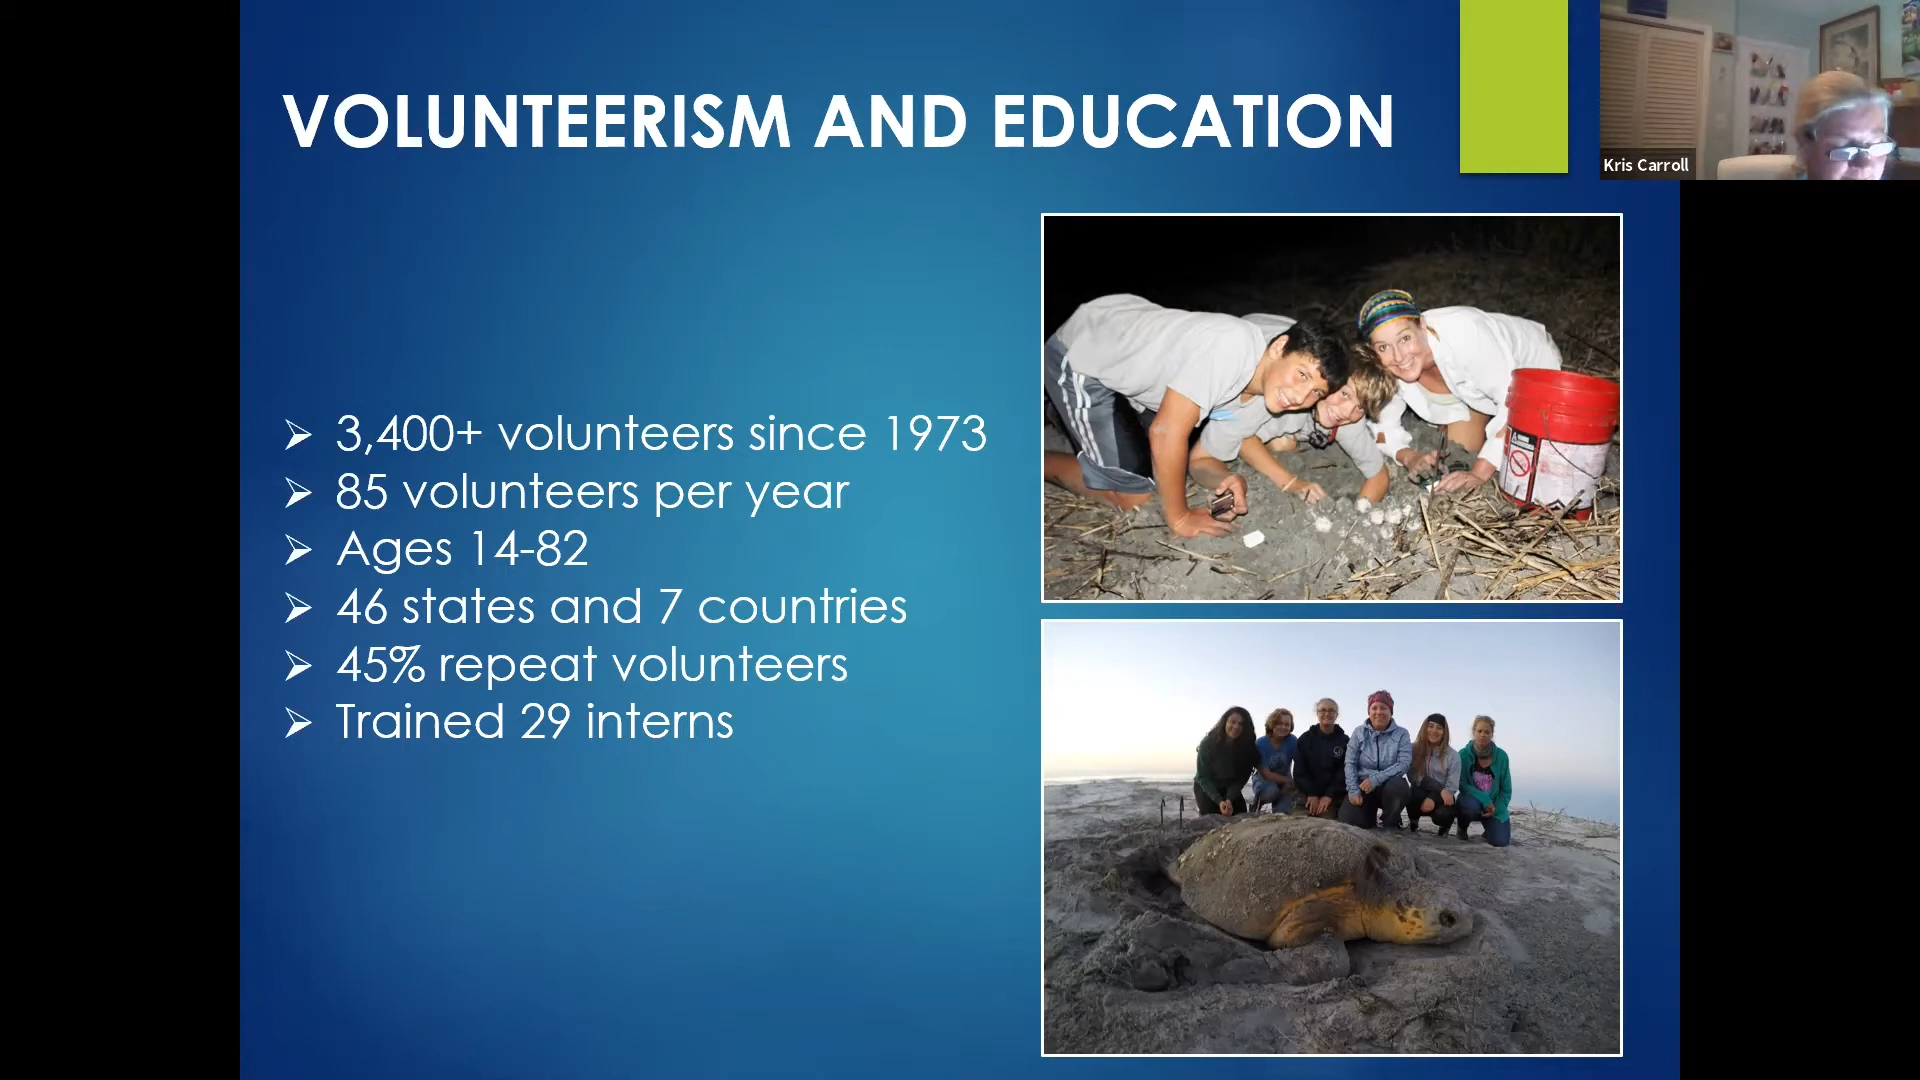 VOLUNTEERISM AND EDUCATION
Kris Carroll
3,400+ volunteers since 1973
85 volunteers per year
Ages 14-82
46 states and 7 countries
45% repeat volunteers
Trained 29 interns